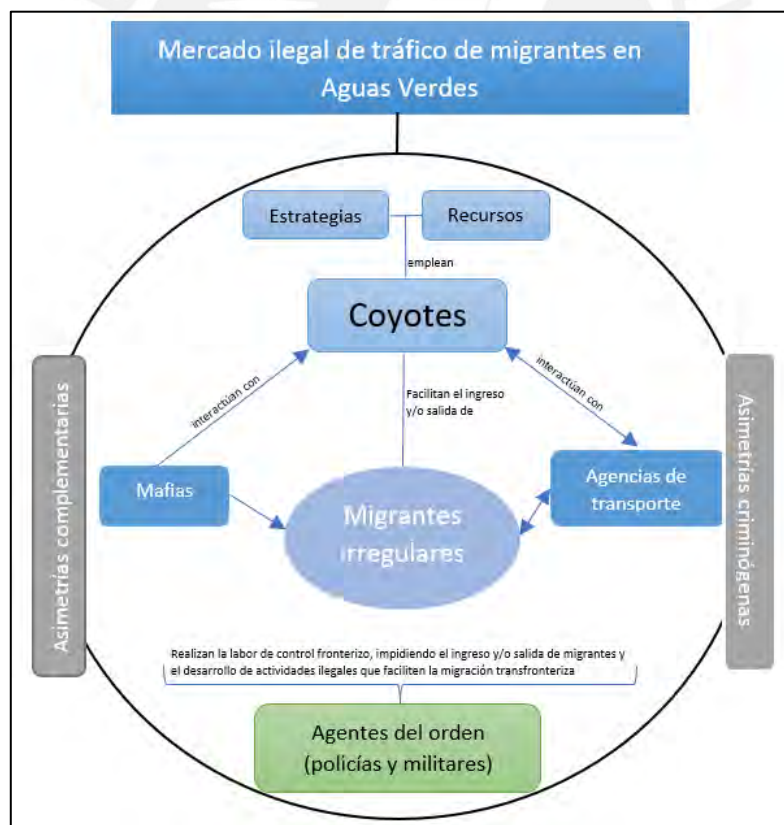 Mercado ilegal de tráfico de migrantes en
Aguas Verdes
Estrategias
Recursos
emplean
Coyotes
interactúan con
Facilitan el ingreso
y/o salida de
interactúan con
Asimetrías complementarias
Asimetrías criminógenas
Mafias
Migrantes
irregulares
Agencias de
transporte
Realizan la labor de control fronterizo, impidiendo el ingreso y/o salida de migrantes y
el desarrollo de actividades ilegales que faciliten la migración transfronteriza
Agentes del orden
(policías y militares)